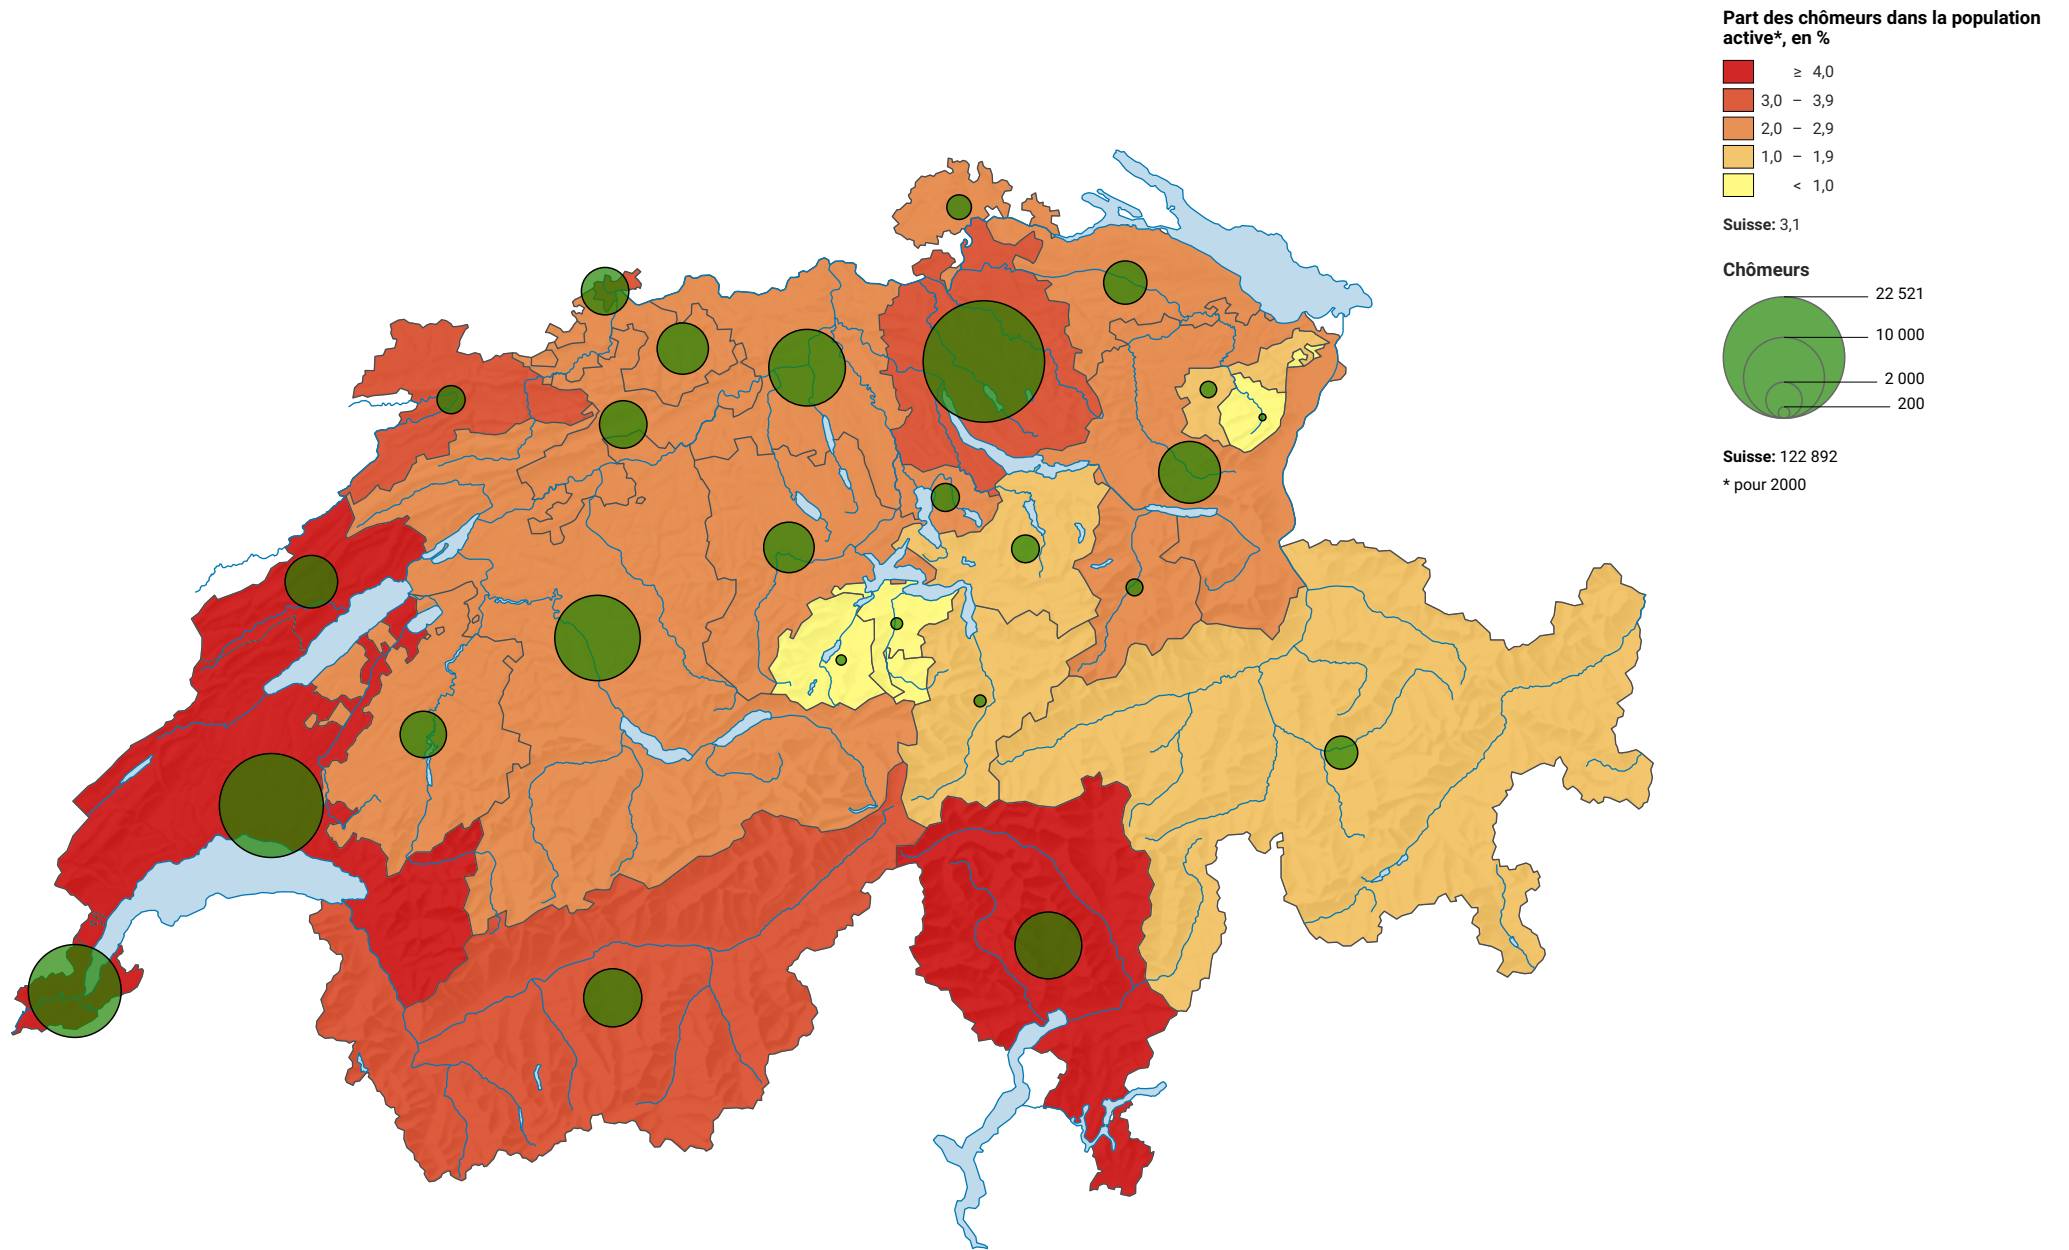 Part des chômeurs dans la population
active*, en %
≥ 4,0
3,0 – 3,9
2,0 – 2,9
1,0 – 1,9
< 1,0
Suisse: 3,1
Chômeurs
22 521
10 000
2 000
200
Suisse: 122 892
* pour 2000